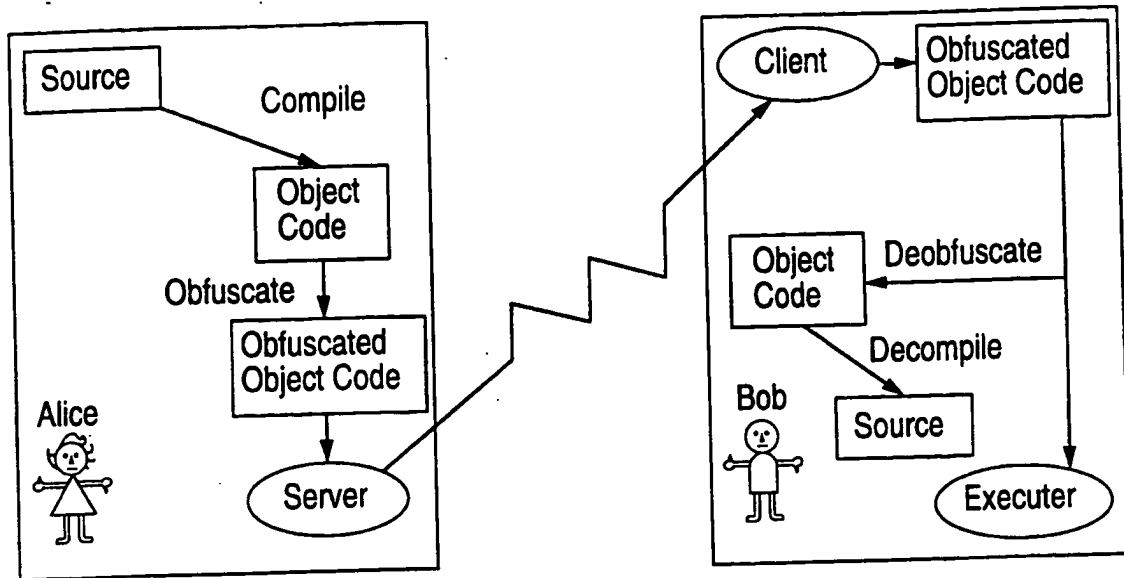 Source
Compile
Object
Code
Obfuscate
Obfuscated
Object Code
Alice
Server
Client
Obfuscated
Object Code
Deobfuscate
Object
Code
Decompile
Bob
Source
Executer